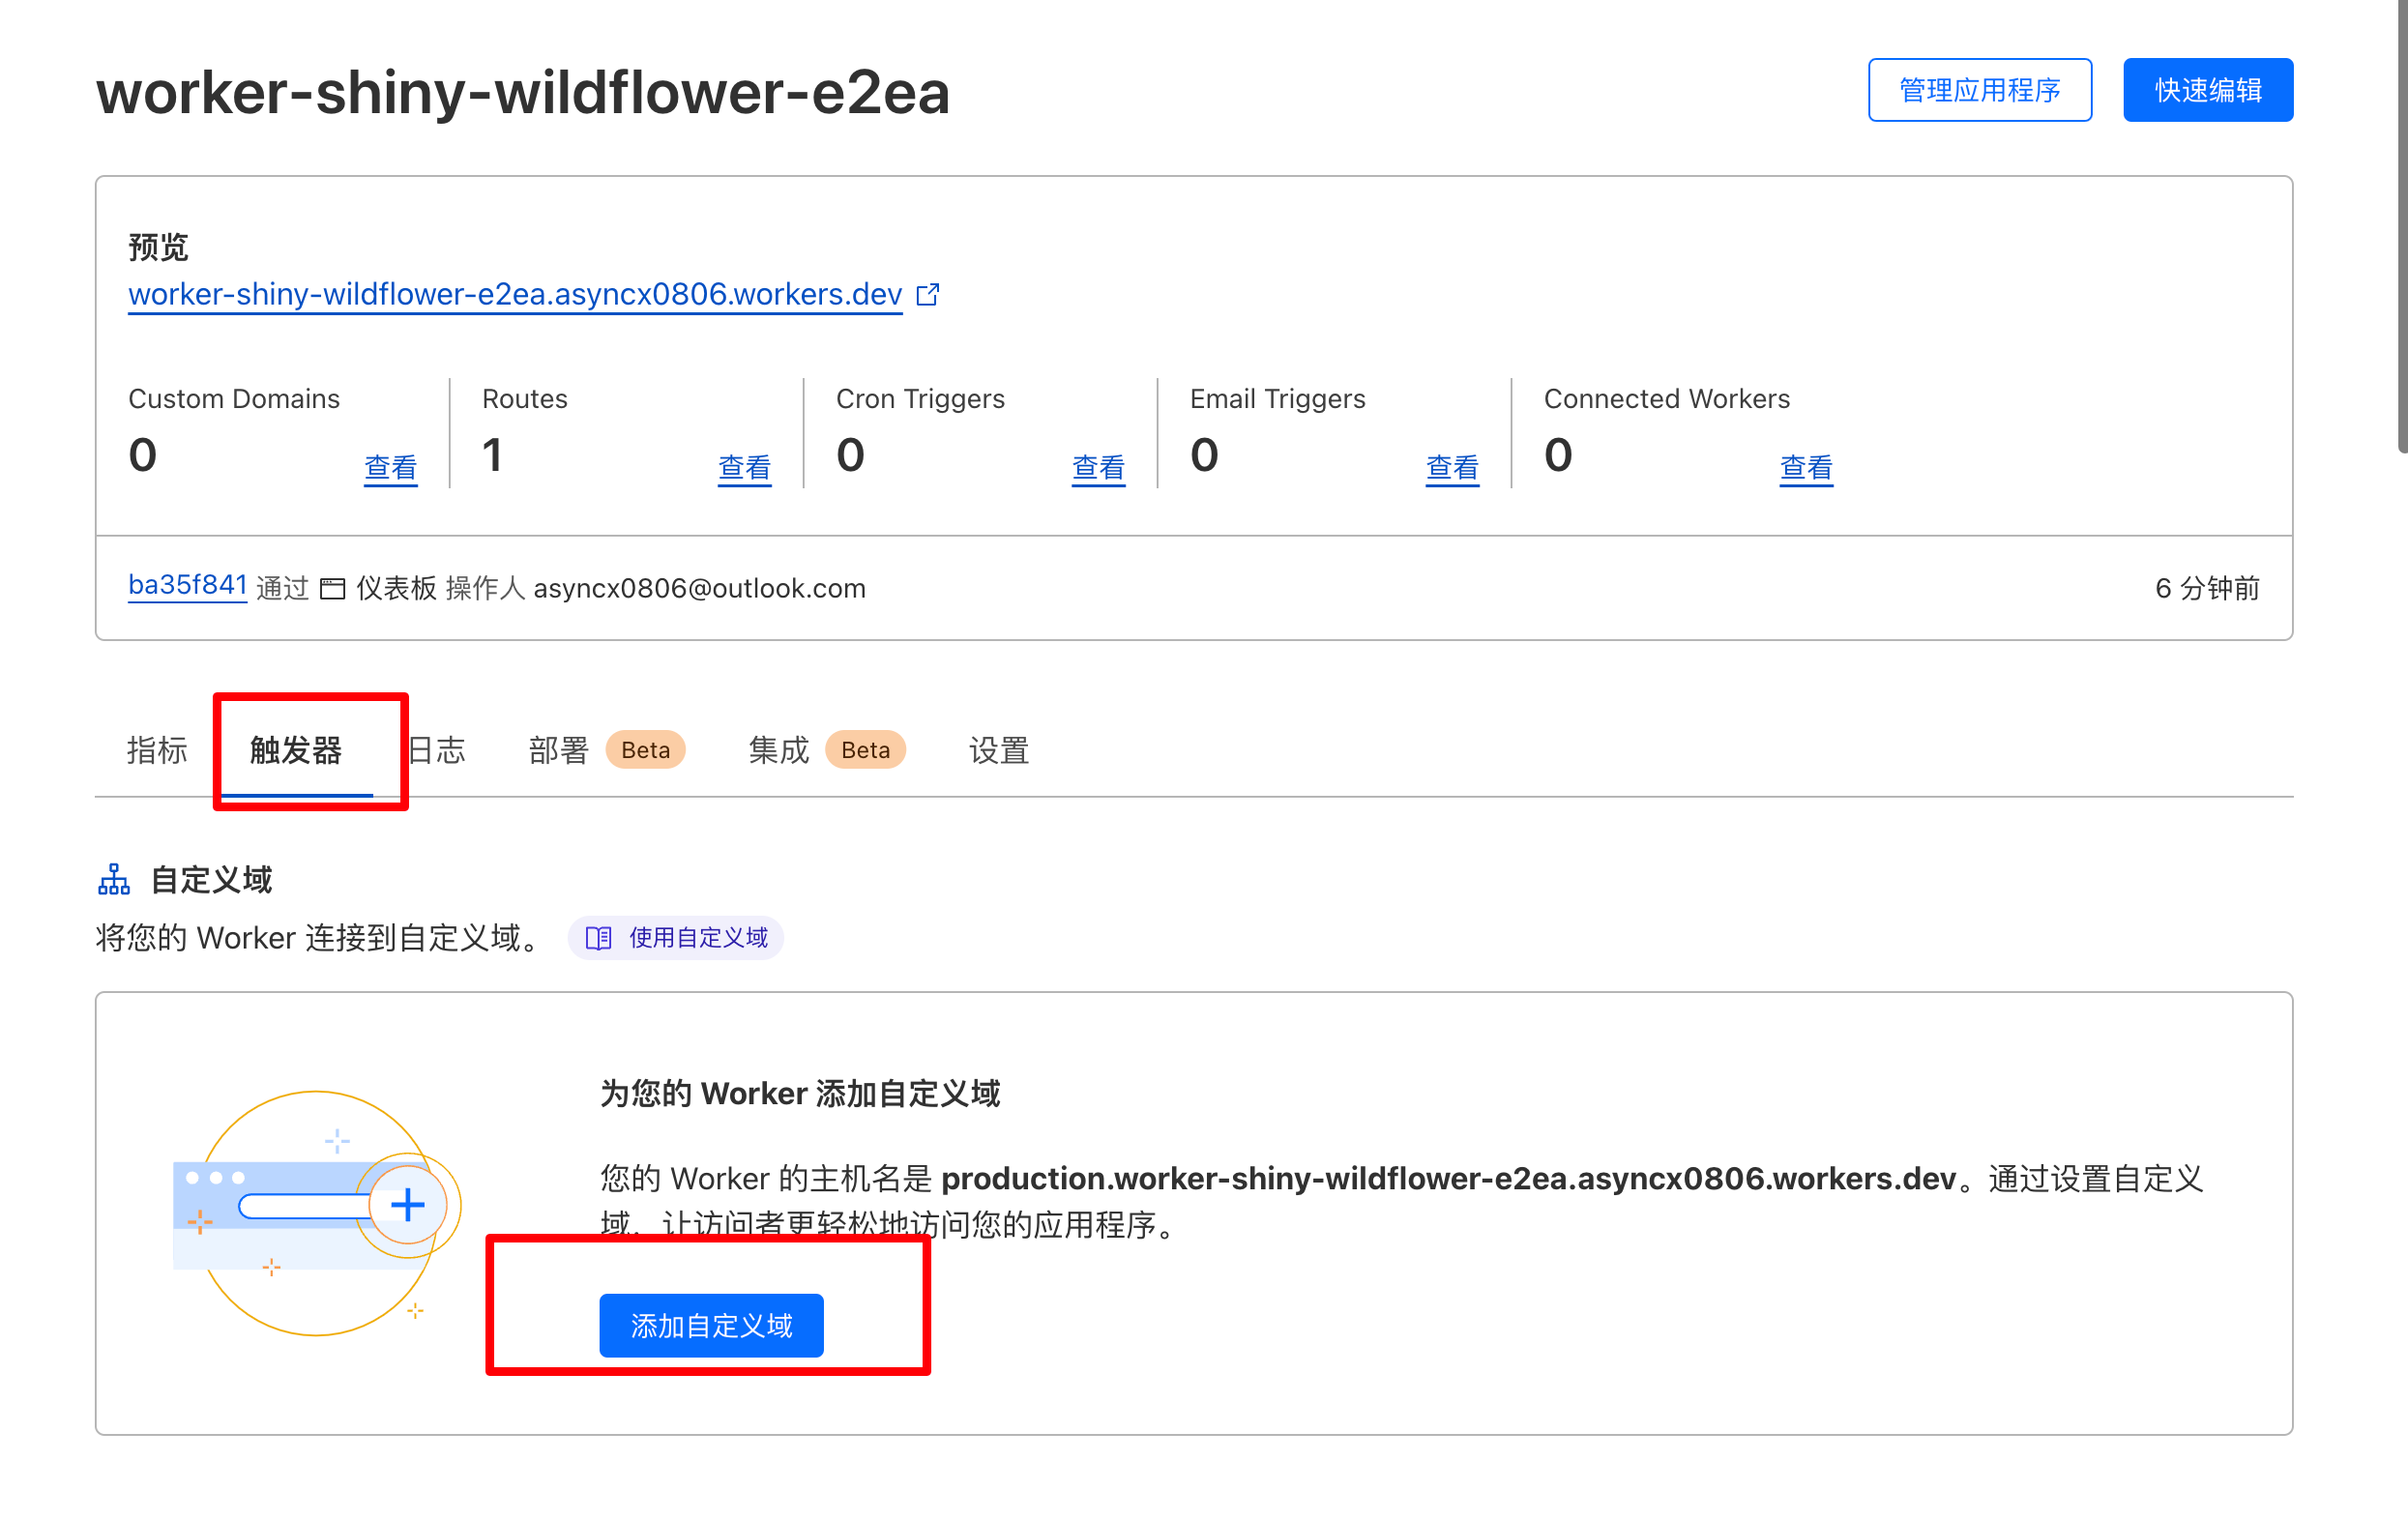 worker-shiny-wildflower-e2ea
管理应用程序
快速编辑
预览
worker-shiny-wildflower-e2ea.asyncx0806.workers.dev
Custom Domains
0
查看
Routes
1
查看
Cron Triggers
0
查看
Email Triggers
0
查看
Connected Workers
0
查看
ba35f841 通过 仪表板 操作人 asyncx0806@outlook.com
6 分钟前
指标
触发器
日志
部署 Beta
集成 Beta
设置
自定义域
将您的 Worker 连接到自定义域。
使用自定义域
为您的 Worker 添加自定义域
您的 Worker 的主机名是 production.worker-shiny-wildflower-e2ea.asyncx0806.workers.dev。通过设置自定义
域，让访问者更轻松地访问您的应用程序。
添加自定义域